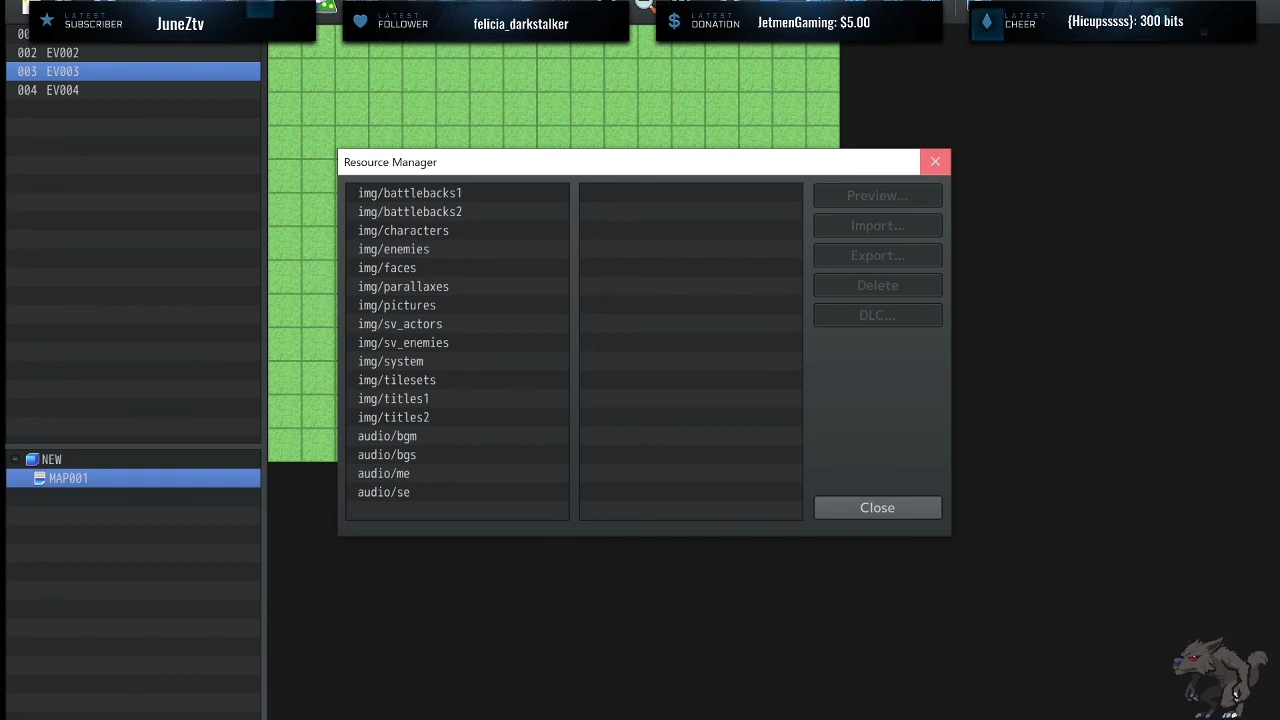 LATEST
SUBSCRIBER
JuneZtv
LATEST
FOLLOWER
felicia_darkstalker
LATEST
DONATION
JetmenGaming: $5.00
LATEST
CHEER
{Hicupsssss}: 300 bits
002 EV002
003 EV003
004 EV004
NEW
MAP001
Resource Manager
img/battlebacks1
img/battlebacks2
img/characters
img/enemies
img/faces
img/parallaxes
img/pictures
img/sv_actors
img/sv_enemies
img/system
img/tilesets
img/titles1
img/titles2
audio/bgm
audio/bgs
audio/me
audio/se
Preview...
Import...
Export...
Delete
DLC...
Close